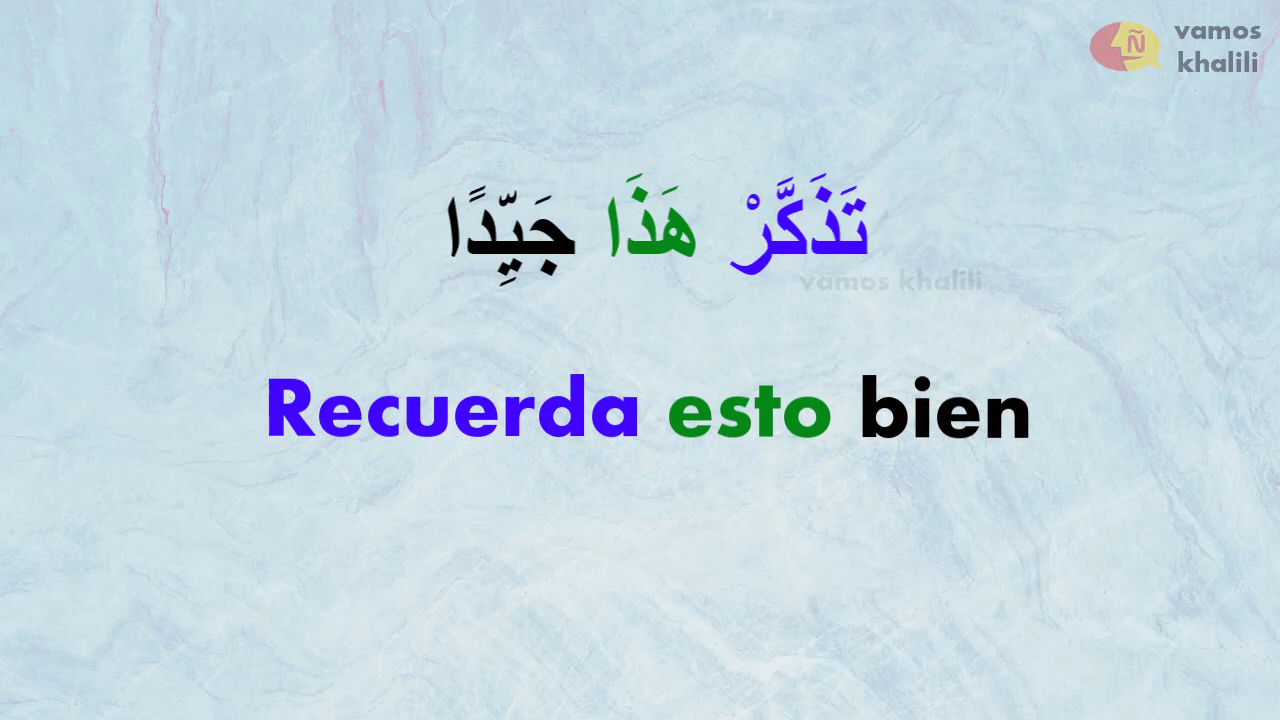 vamos
khalili
تَذَكَّرْ هَذَا جَيِّدًا
vamos khalili
Recuerda esto bien